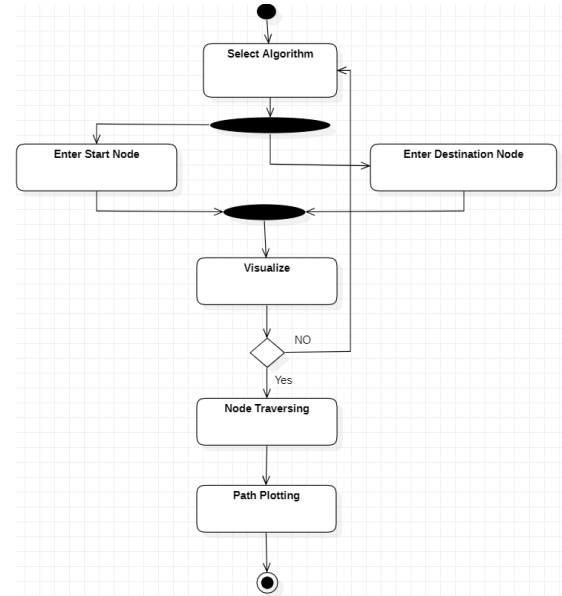 Select Algorithm
Enter Start Node
Enter Destination Node
Visualize
NO
Yes
Node Traversing
Path Plotting